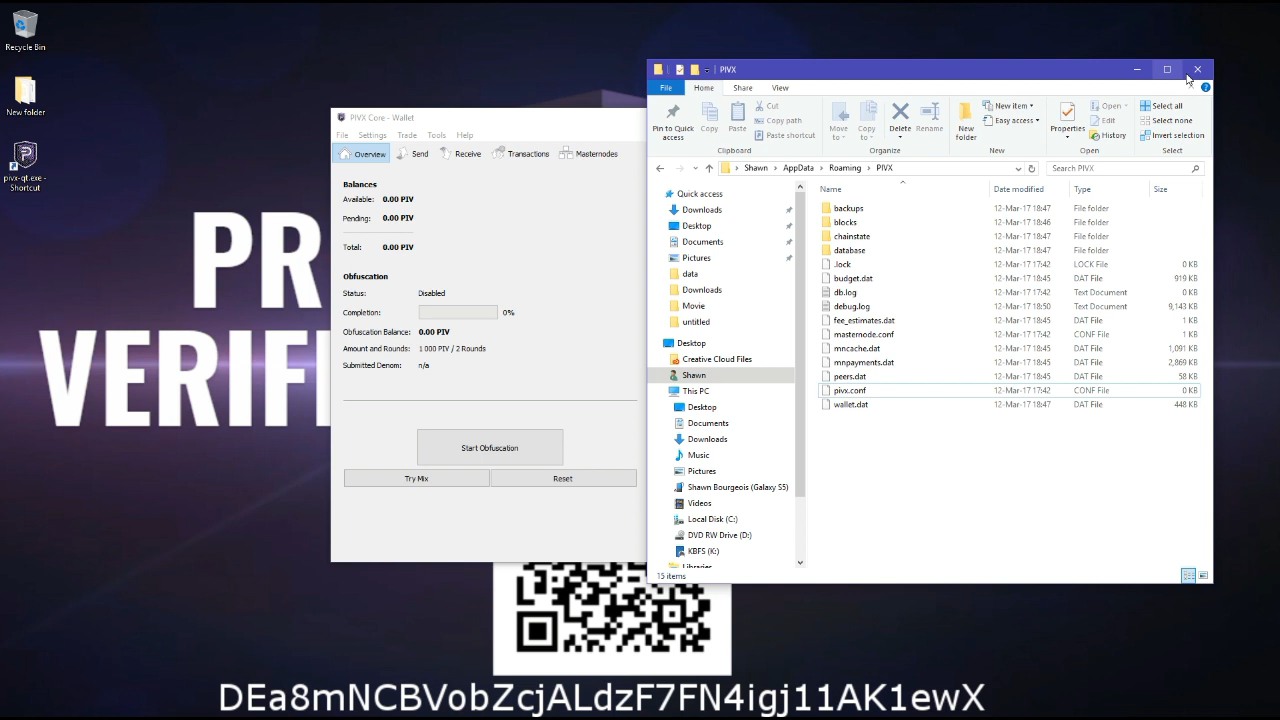 Recycle Bin
New folder
pivx-qt.exe -
Shortcut
PR
VERIFI
PIVX Core - Wallet
File Settings Trade Tools Help
Overview Send Receive Transactions Masternodes
Balances
Available: 0.00 PIV
Pending: 0.00 PIV
Total: 0.00 PIV
Obfuscation
Status: Disabled
Completion: 0%
Obfuscation Balance: 0.00 PIV
Amount and Rounds: 1 000 PIV / 2 Rounds
Submitted Denom: n/a
Start Obfuscation
Try Mix Reset
PIVX
File Home Share View
Pin to Quick access Copy Paste Cut Copy path Paste shortcut Move to Copy to Delete Rename New folder New item Easy access Properties Open Edit History Select all Select none Invert selection
Clipboard Organize New Open Select
Shawn AppData Roaming PIVX Search PIVX
Quick access
Downloads
Desktop
Documents
Pictures
data
Downloads
Movie
untitled
Desktop
Creative Cloud Files
Shawn
This PC
Desktop
Documents
Downloads
Music
Pictures
Shawn Bourgeois (Galaxy S5)
Videos
Local Disk (C:)
DVD RW Drive (D:)
KBFS (K:)
Libraries
Name Date modified Type Size
backups 12-Mar-17 18:47 File folder
blocks 12-Mar-17 18:46 File folder
chainstate 12-Mar-17 18:47 File folder
database 12-Mar-17 18:47 File folder
.lock 12-Mar-17 17:42 LOCK File 0 KB
budget.dat 12-Mar-17 18:45 DAT File 919 KB
db.log 12-Mar-17 17:42 Text Document 0 KB
debug.log 12-Mar-17 18:50 Text Document 9,143 KB
fee_estimates.dat 12-Mar-17 18:45 DAT File 1 KB
masternode.conf 12-Mar-17 17:42 CONF File 1 KB
mncache.dat 12-Mar-17 18:45 DAT File 1,091 KB
mnpayments.dat 12-Mar-17 18:45 DAT File 2,869 KB
peers.dat 12-Mar-17 18:45 DAT File 58 KB
pivx.conf 12-Mar-17 17:42 CONF File 0 KB
wallet.dat 12-Mar-17 18:47 DAT File 448 KB
15 items
DEa8mNCBVobZcjALdzF7FN4igj11AK1ewX